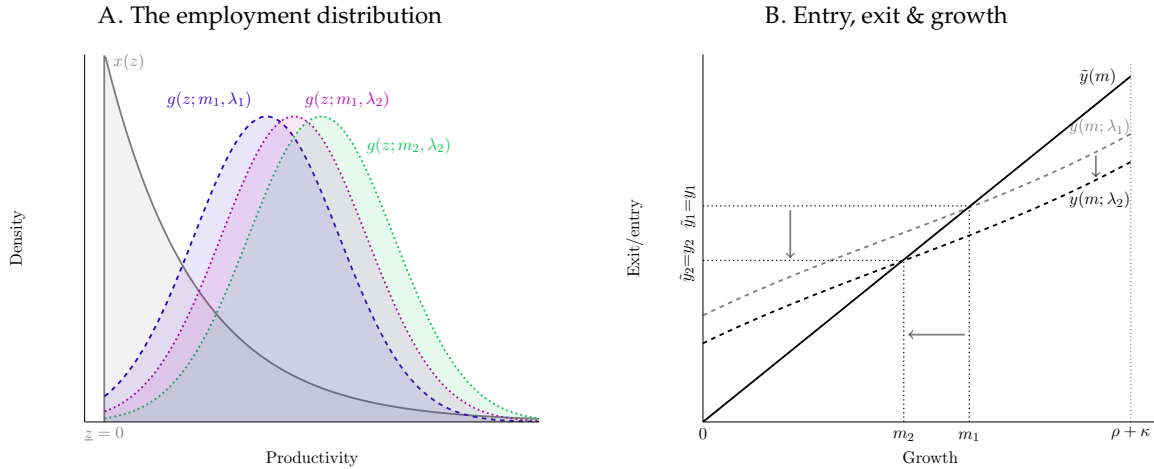 A. The employment distribution
x(z)
g(z; m₁, λ₁)
g(z; m₁, λ₂)
g(z; m₂, λ₂)
Density
z = 0
Productivity
B. Entry, exit & growth
ỹ(m)
y(m; λ₁)
y(m; λ₂)
ỹ₁=y₁
ỹ₂=y₂
Exit/entry
0
m₂
m₁
ρ + κ
Growth